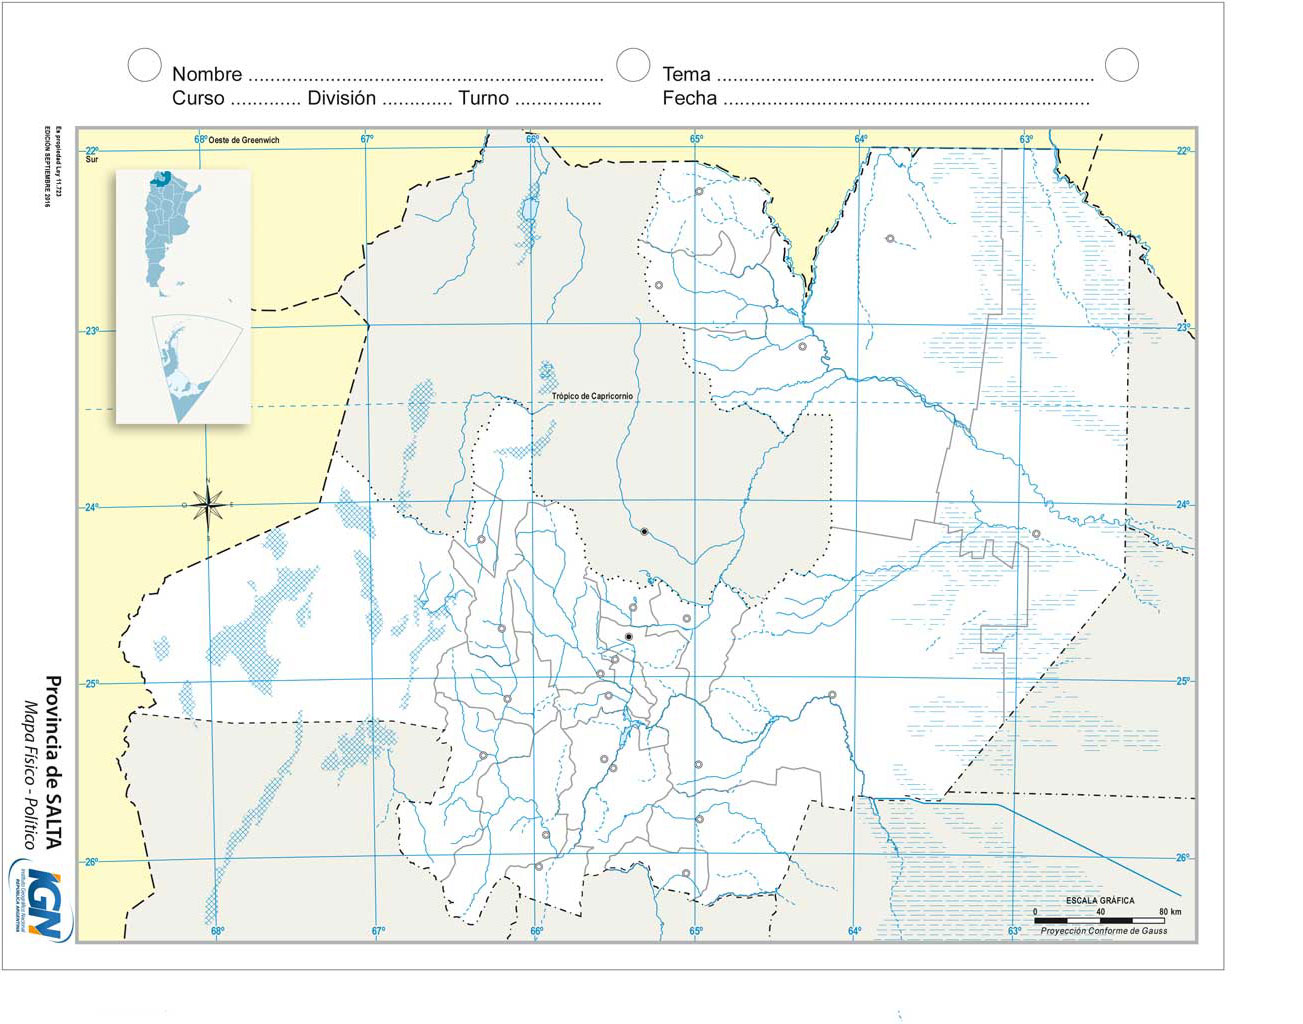 Nombre ................................................................ Tema ....................................................................
Curso ............. División ............. Turno ................ Fecha ...................................................................
Es propiedad Ley 11.723
EDICIÓN SEPTIEMBRE 2016
68° Oeste de Greenwich 67° 66° 65° 64° 63°
22° 22°
Sur
23° 23°
Trópico de Capricornio
N
O E
S
24° 24°
25° 25°
26° 26°
Provincia de SALTA
Mapa Físico - Político
IGN
Instituto Geográfico Nacional
REPÚBLICA ARGENTINA
ESCALA GRÁFICA
0 40 80 km
Proyección Conforme de Gauss
68° 67° 66° 65° 64° 63°